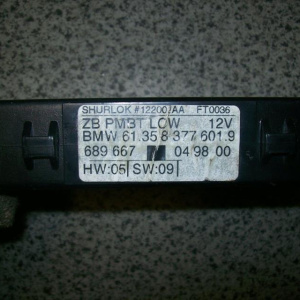 SHURLOK #12200/AA FT0036
ZB PM3T LOW 12V
BMW 61.35 8 377 601.9
689 667 04 98 00
HW:05 SW:09